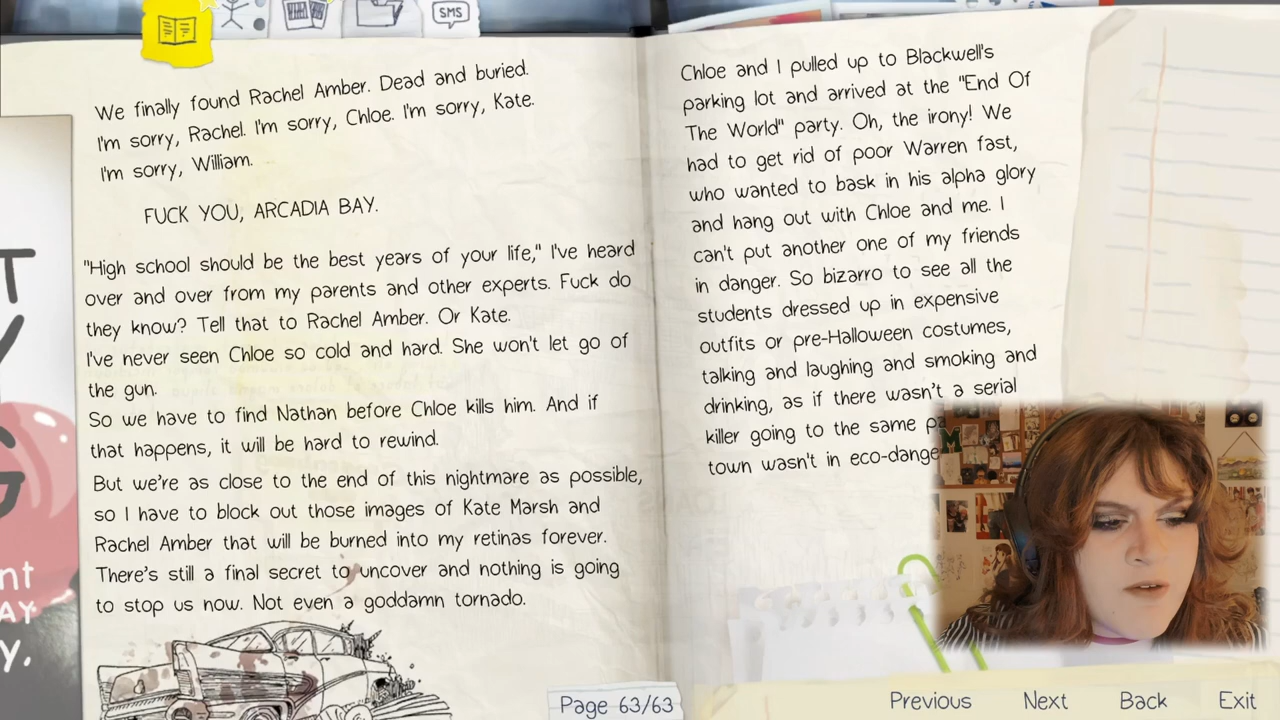 SMS
We finally found Rachel Amber. Dead and buried.
I'm sorry, Rachel. I'm sorry, Chloe. I'm sorry, Kate.
I'm sorry, William.
FUCK YOU, ARCADIA BAY.
"High school should be the best years of your life," I've heard
over and over from my parents and other experts. Fuck do
they know? Tell that to Rachel Amber. Or Kate.
I've never seen Chloe so cold and hard. She won't let go of
the gun.
So we have to find Nathan before Chloe kills him. And if
that happens, it will be hard to rewind.
But we're as close to the end of this nightmare as possible,
so I have to block out those images of Kate Marsh and
Rachel Amber that will be burned into my retinas forever.
There's still a final secret to uncover and nothing is going
to stop us now. Not even a goddamn tornado.
Chloe and I pulled up to Blackwell's
parking lot and arrived at the "End Of
The World" party. Oh, the irony! We
had to get rid of poor Warren fast,
who wanted to bask in his alpha glory
and hang out with Chloe and me. I
can't put another one of my friends
in danger. So bizarro to see all the
students dressed up in expensive
outfits or pre-Halloween costumes,
talking and laughing and smoking and
drinking, as if there wasn't a serial
killer going to the same
town wasn't in
Page 63/63
Previous Next Back Exit